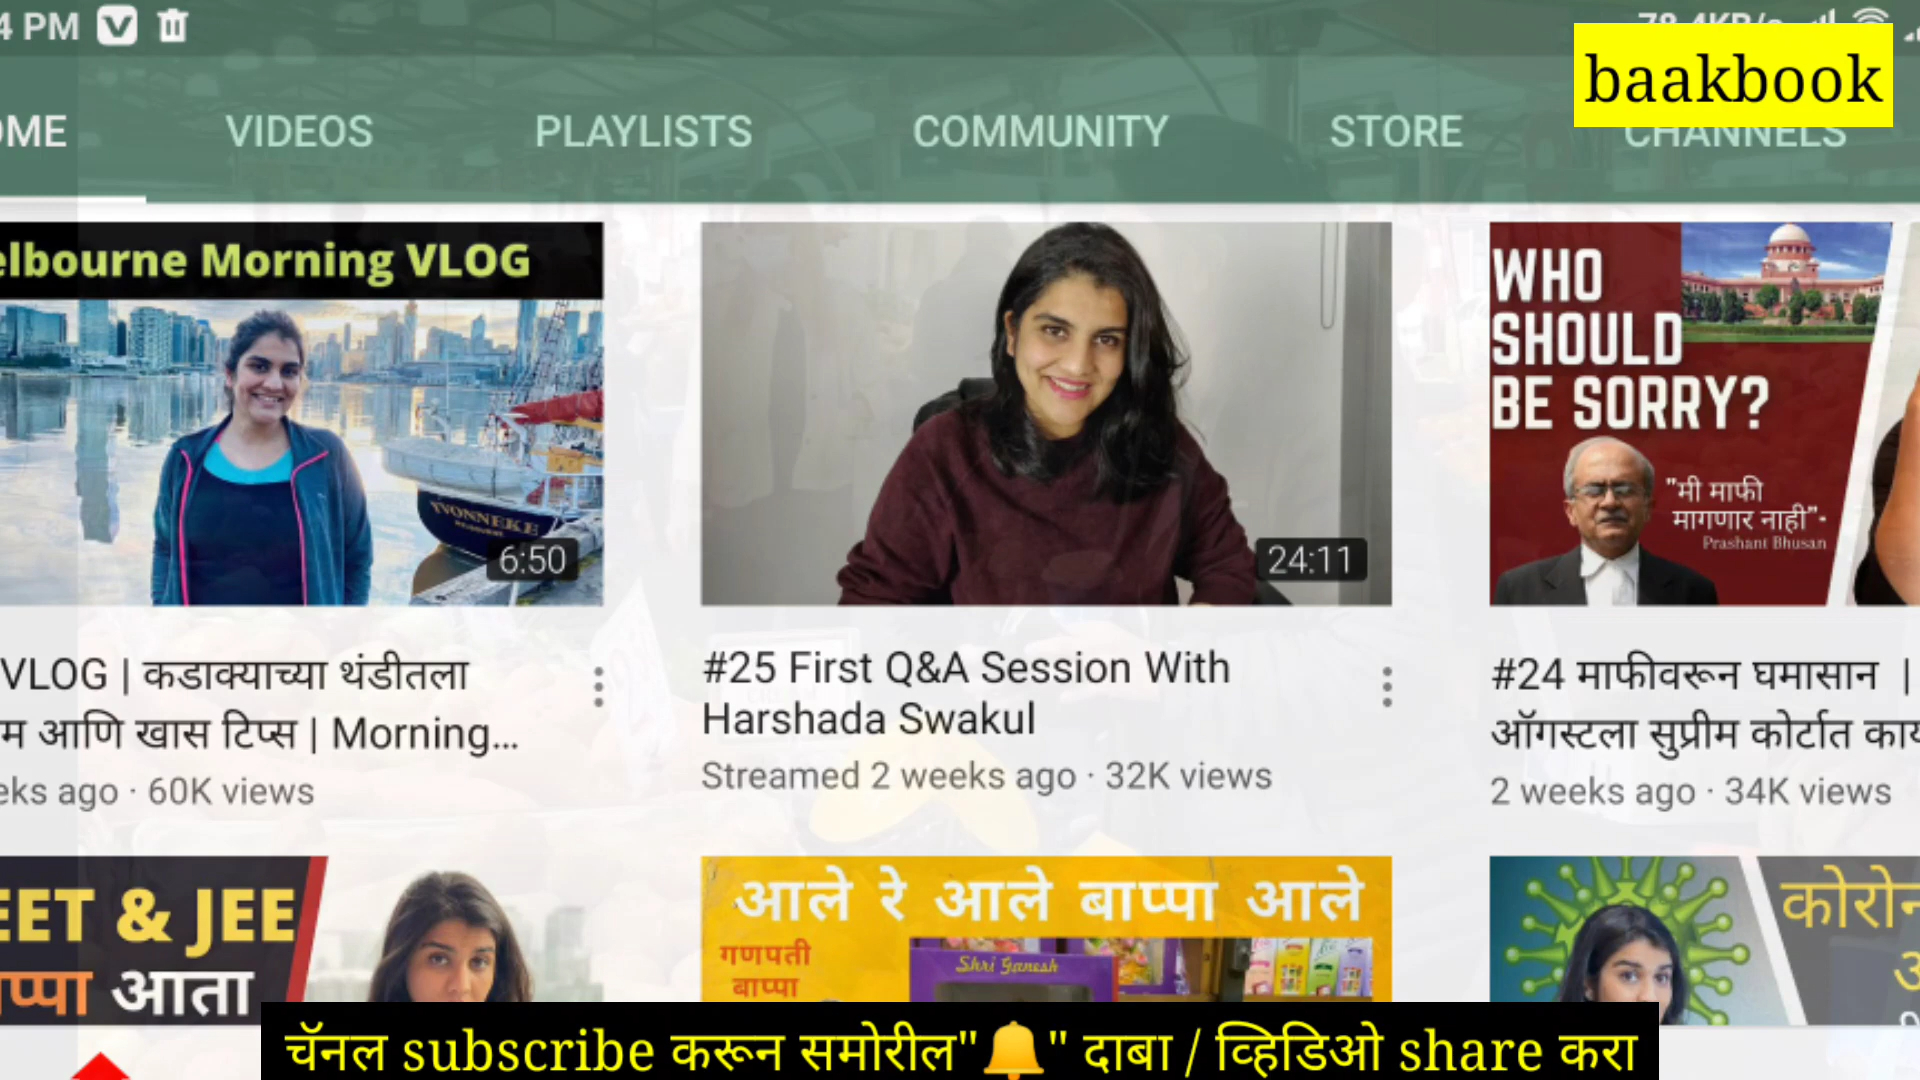 4 PM
baakbook
OME
VIDEOS
PLAYLISTS
COMMUNITY
STORE
CHANNELS
elbourne Morning VLOG
YVONNEKE
6:50
24:11
WHO
SHOULD
BE SORRY?
"मी माफी
मागणार नाही"-
Prashant Bhusan
VLOG | कडाक्याच्या थंडीतला
म आणि खास टिप्स | Morning...
eks ago · 60K views
#25 First Q&A Session With
Harshada Swakul
Streamed 2 weeks ago · 32K views
#24 माफीवरून घमासान |
ऑगस्टला सुप्रीम कोर्टात का
2 weeks ago · 34K views
EET & JEE
प्पा आता
आले रे आले बाप्पा आले
गणपती
बाप्पा
Shri Ganesh
कोरोन
चॅनल subscribe करून समोरील"🔔" दाबा / व्हिडिओ share करा